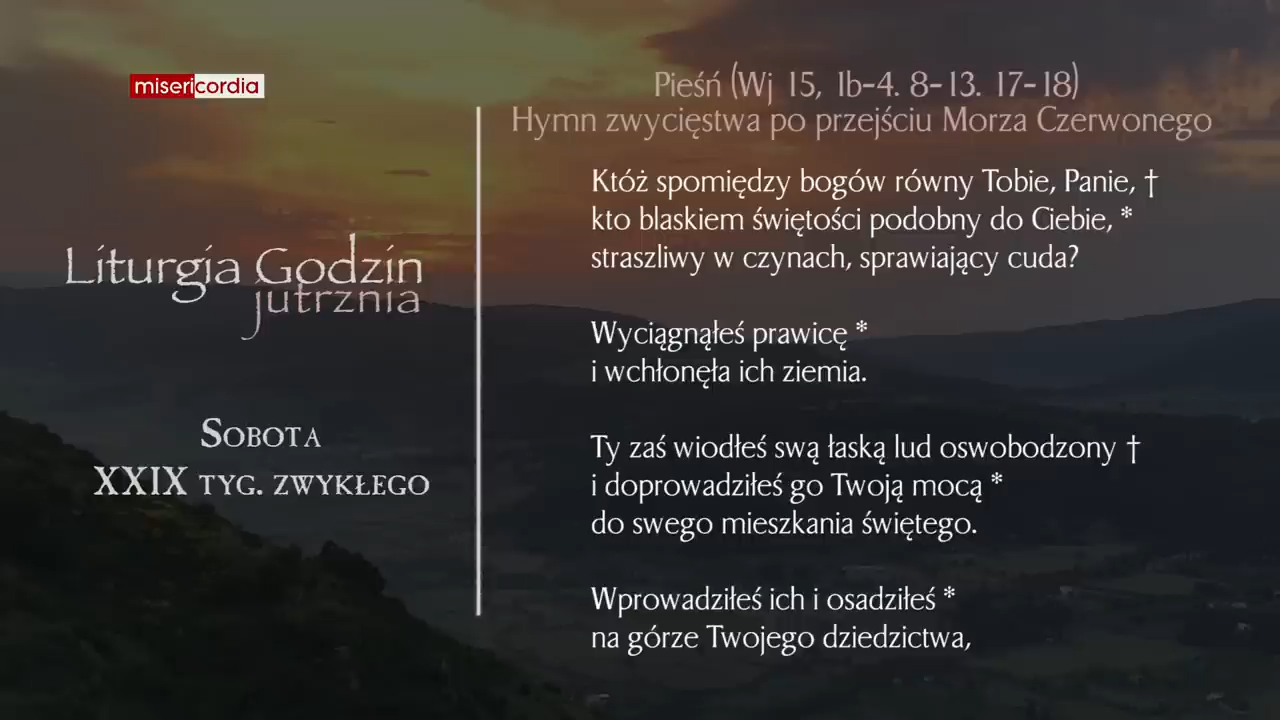 misericordia
Liturgia Godzin
jutrznia
Sobota
XXIX tyg. zwykłego
Pieśń (Wj 15, 1b-4. 8-13. 17-18)
Hymn zwycięstwa po przejściu Morza Czerwonego
Któż spomiędzy bogów równy Tobie, Panie, †
kto blaskiem świętości podobny do Ciebie, *
straszliwy w czynach, sprawiający cuda?
Wyciągnąłeś prawicę *
i wchłonęła ich ziemia.
Ty zaś wiodłeś swą łaską lud oswobodzony †
i doprowadziłeś go Twoją mocą *
do swego mieszkania świętego.
Wprowadziłeś ich i osadziłeś *
na górze Twojego dziedzictwa,